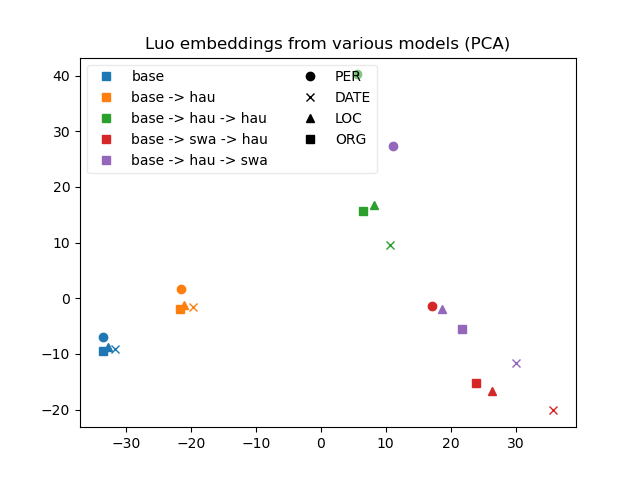 Luo embeddings from various models (PCA)
base
base -> hau
base -> hau -> hau
base -> swa -> hau
base -> hau -> swa
PER
DATE
LOC
ORG
40
30
20
10
0
−10
−20
−30
−20
−10
0
10
20
30